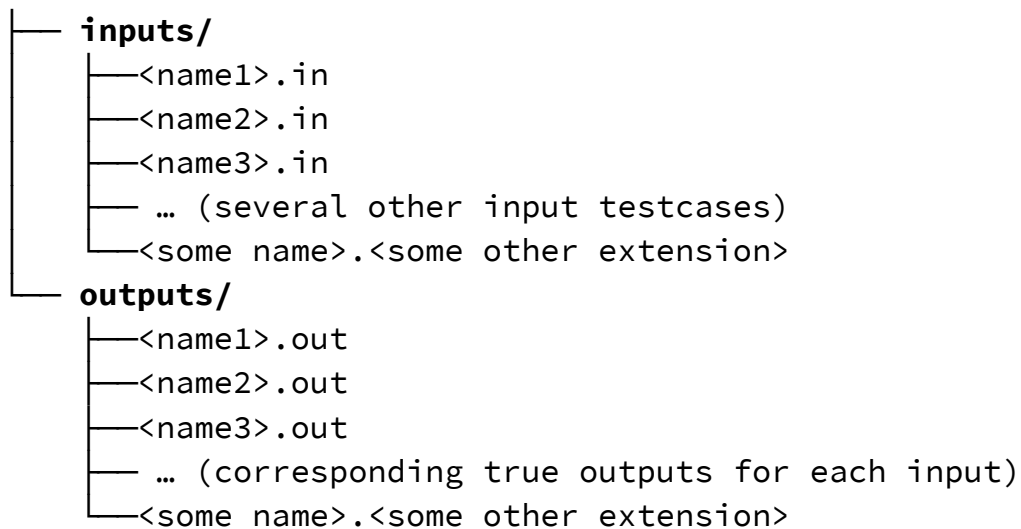 inputs/
<name1>.in
<name2>.in
<name3>.in
… (several other input testcases)
<some name>.<some other extension>
outputs/
<name1>.out
<name2>.out
<name3>.out
… (corresponding true outputs for each input)
<some name>.<some other extension>